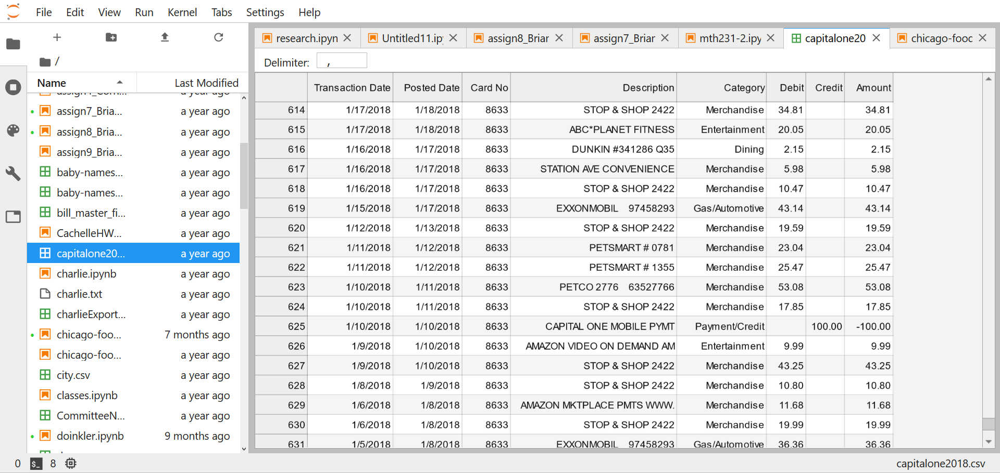 File Edit View Run Kernel Tabs Settings Help
research.ipyn Untitled11.ip assign8_Briar assign7_Briar mth231-2.ipy capitalone20 chicago-food
/
Delimiter: ,
Name Last Modified
a year ago
assign7_Bria... a year ago
assign8_Bria... a year ago
assign9_Bria... a year ago
baby-names... a year ago
baby-names... a year ago
bill_master_fi... a year ago
CachelleHW... a year ago
capitalone20... a year ago
charlie.ipynb a year ago
charlie.txt a year ago
charlieExport... a year ago
chicago-foo... 7 months ago
chicago-foo... a year ago
city.csv a year ago
classes.ipynb a year ago
CommitteeN... a year ago
doinkler.ipynb 9 months ago
Transaction Date Posted Date Card No Description Category Debit Credit Amount
614 1/17/2018 1/18/2018 8633 STOP & SHOP 2422 Merchandise 34.81 34.81
615 1/17/2018 1/18/2018 8633 ABC*PLANET FITNESS Entertainment 20.05 20.05
616 1/16/2018 1/17/2018 8633 DUNKIN #341286 Q35 Dining 2.15 2.15
617 1/16/2018 1/17/2018 8633 STATION AVE CONVENIENCE Merchandise 5.98 5.98
618 1/16/2018 1/17/2018 8633 STOP & SHOP 2422 Merchandise 10.47 10.47
619 1/15/2018 1/17/2018 8633 EXXONMOBIL 97458293 Gas/Automotive 43.14 43.14
620 1/12/2018 1/13/2018 8633 STOP & SHOP 2422 Merchandise 19.59 19.59
621 1/11/2018 1/12/2018 8633 PETSMART # 0781 Merchandise 23.04 23.04
622 1/11/2018 1/12/2018 8633 PETSMART # 1355 Merchandise 25.47 25.47
623 1/10/2018 1/11/2018 8633 PETCO 2776 63527766 Merchandise 53.08 53.08
624 1/10/2018 1/11/2018 8633 STOP & SHOP 2422 Merchandise 17.85 17.85
625 1/10/2018 1/10/2018 8633 CAPITAL ONE MOBILE PYMT Payment/Credit 100.00 -100.00
626 1/9/2018 1/10/2018 8633 AMAZON VIDEO ON DEMAND AM Entertainment 9.99 9.99
627 1/9/2018 1/10/2018 8633 STOP & SHOP 2422 Merchandise 43.25 43.25
628 1/8/2018 1/9/2018 8633 STOP & SHOP 2422 Merchandise 10.80 10.80
629 1/6/2018 1/8/2018 8633 AMAZON MKTPLACE PMTS WWW. Merchandise 11.68 11.68
630 1/6/2018 1/8/2018 8633 STOP & SHOP 2422 Merchandise 19.99 19.99
631 1/5/2018 1/8/2018 8633 EXXONMOBIL 97458293 Gas/Automotive 36.36 36.36
0 $_ 8 capitalone2018.csv